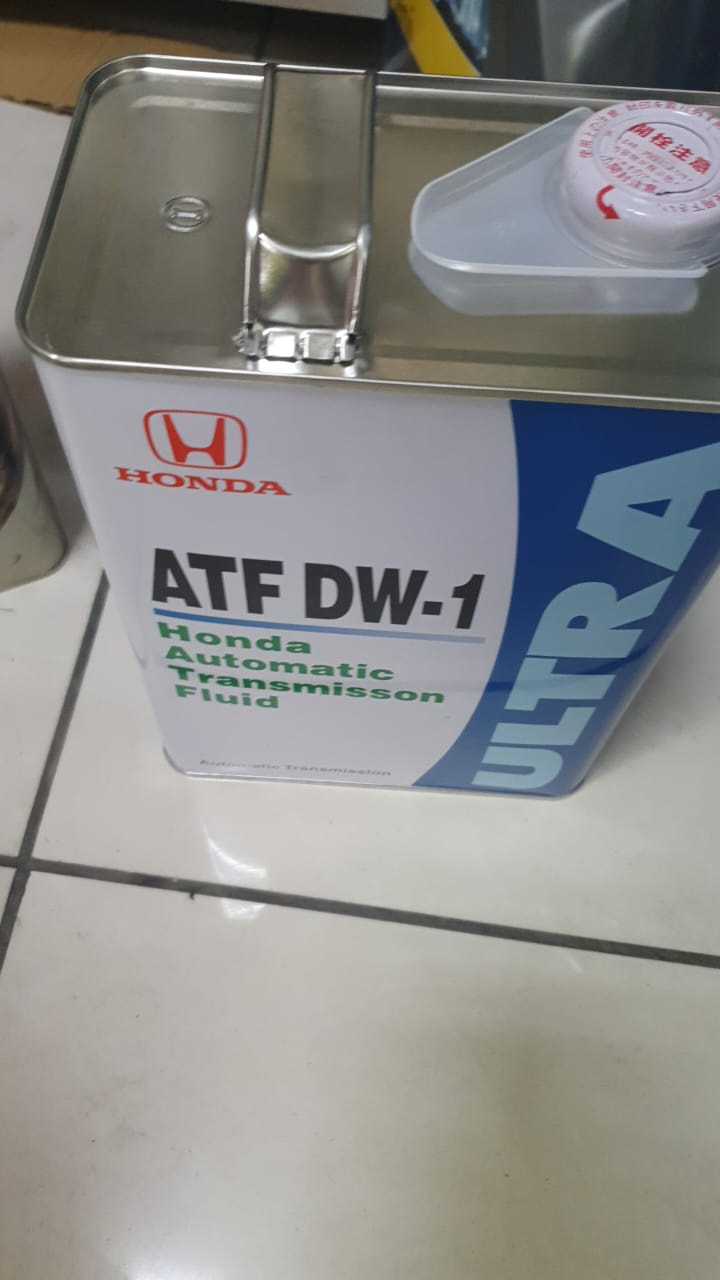 開栓注意
HONDA
ATF DW-1
Honda
Automatic
Transmisson
Fluid
Automatic Transmission
ULTRA